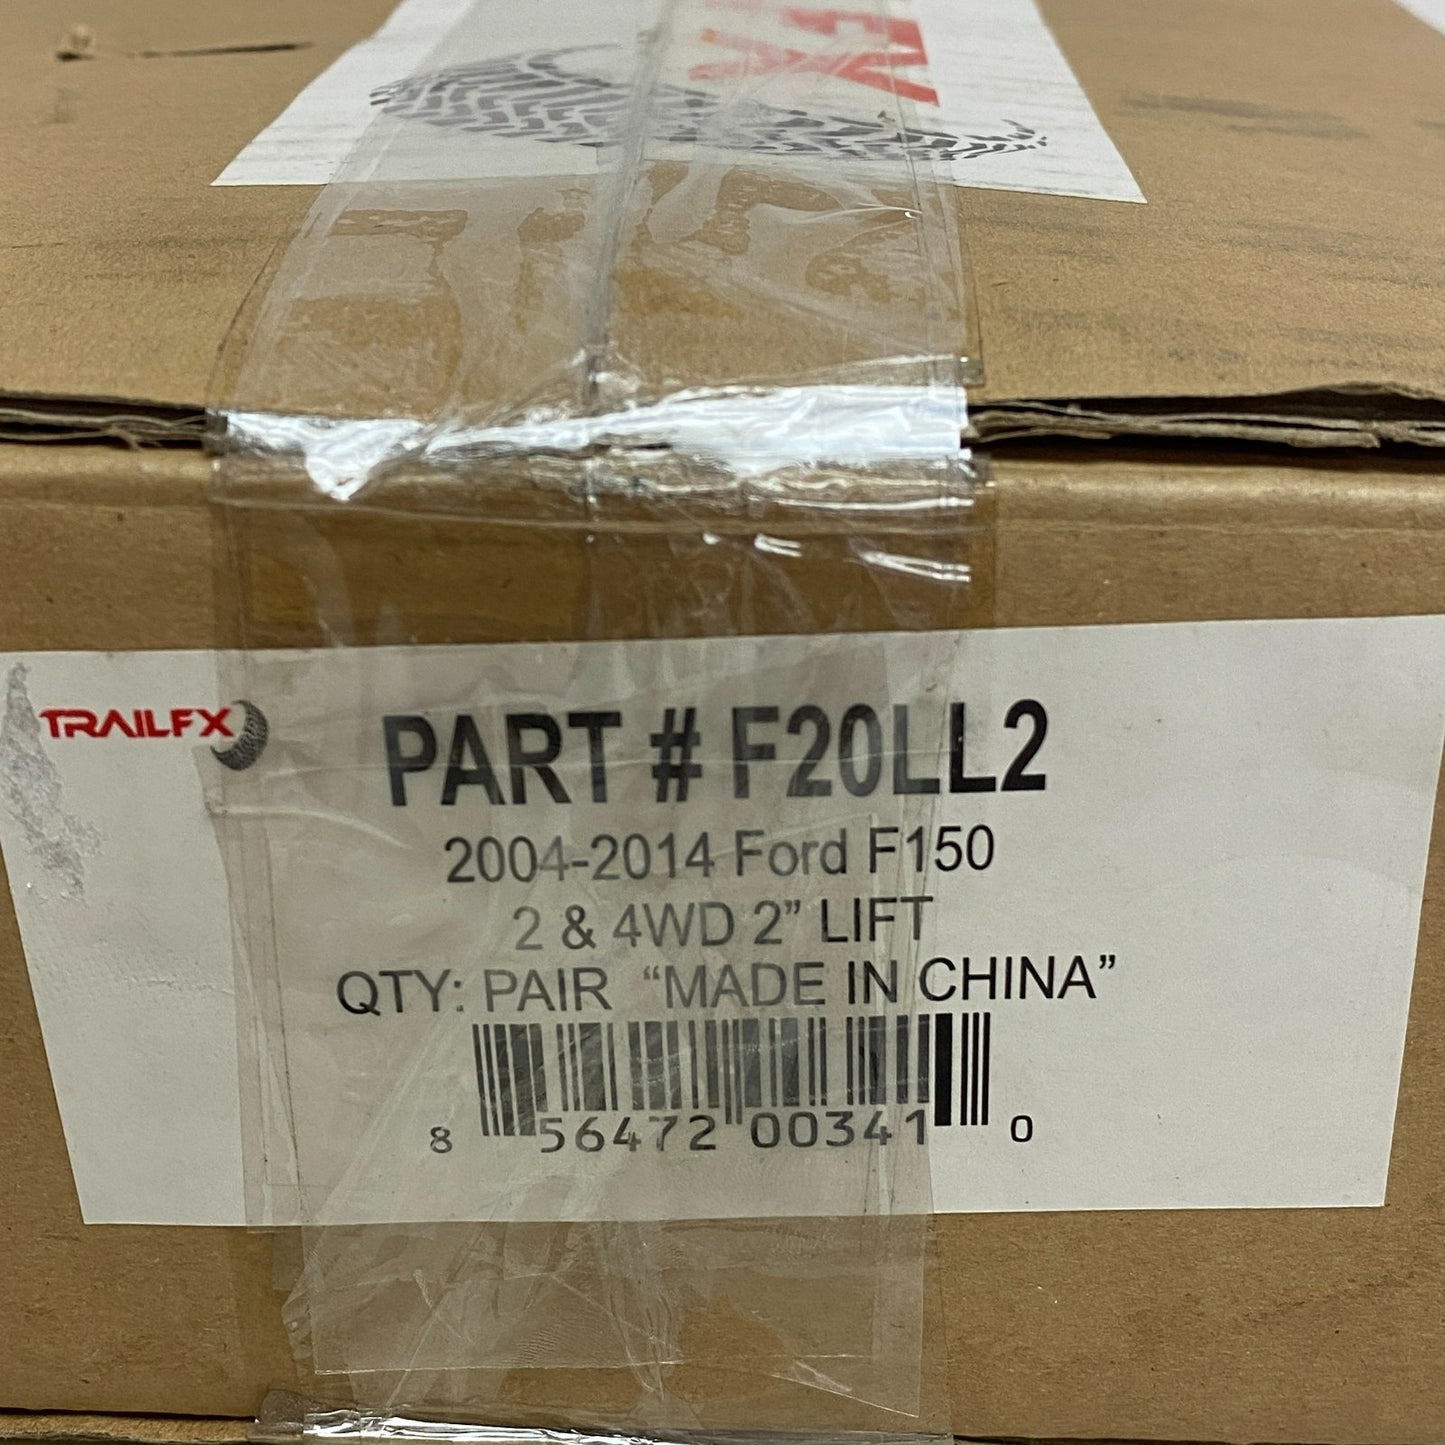 TRAILFX
PART # F20LL2
2004-2014 Ford F150
2 & 4WD 2” LIFT
QTY: PAIR “MADE IN CHINA”
8 56472 00341 0